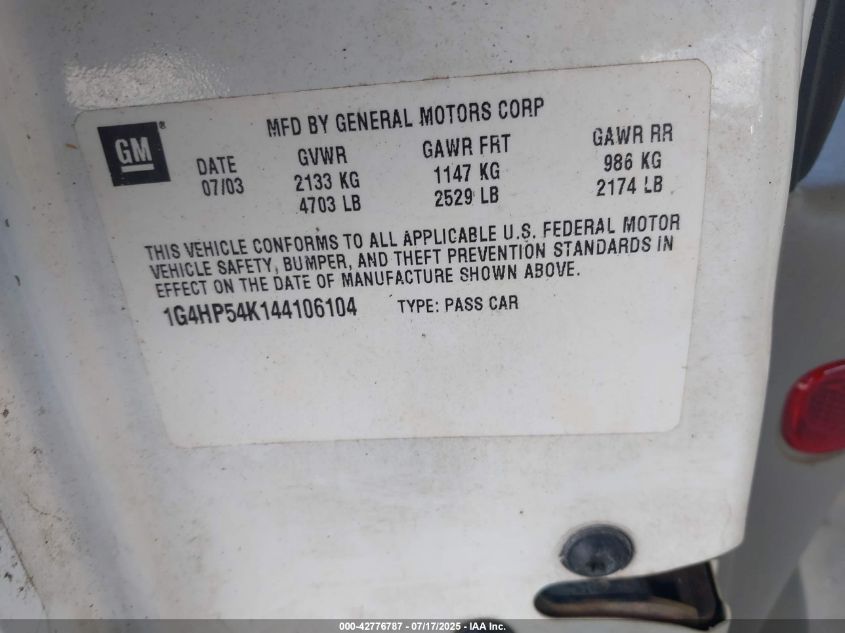 MFD BY GENERAL MOTORS CORP
GM®
DATE GVWR GAWR FRT GAWR RR
07/03 2133 KG 1147 KG 986 KG
4703 LB 2529 LB 2174 LB
THIS VEHICLE CONFORMS TO ALL APPLICABLE U.S. FEDERAL MOTOR
VEHICLE SAFETY, BUMPER, AND THEFT PREVENTION STANDARDS IN
EFFECT ON THE DATE OF MANUFACTURE SHOWN ABOVE.
1G4HP54K144106104 TYPE: PASS CAR
000-42776787 - 07/17/2025 - IAA Inc.